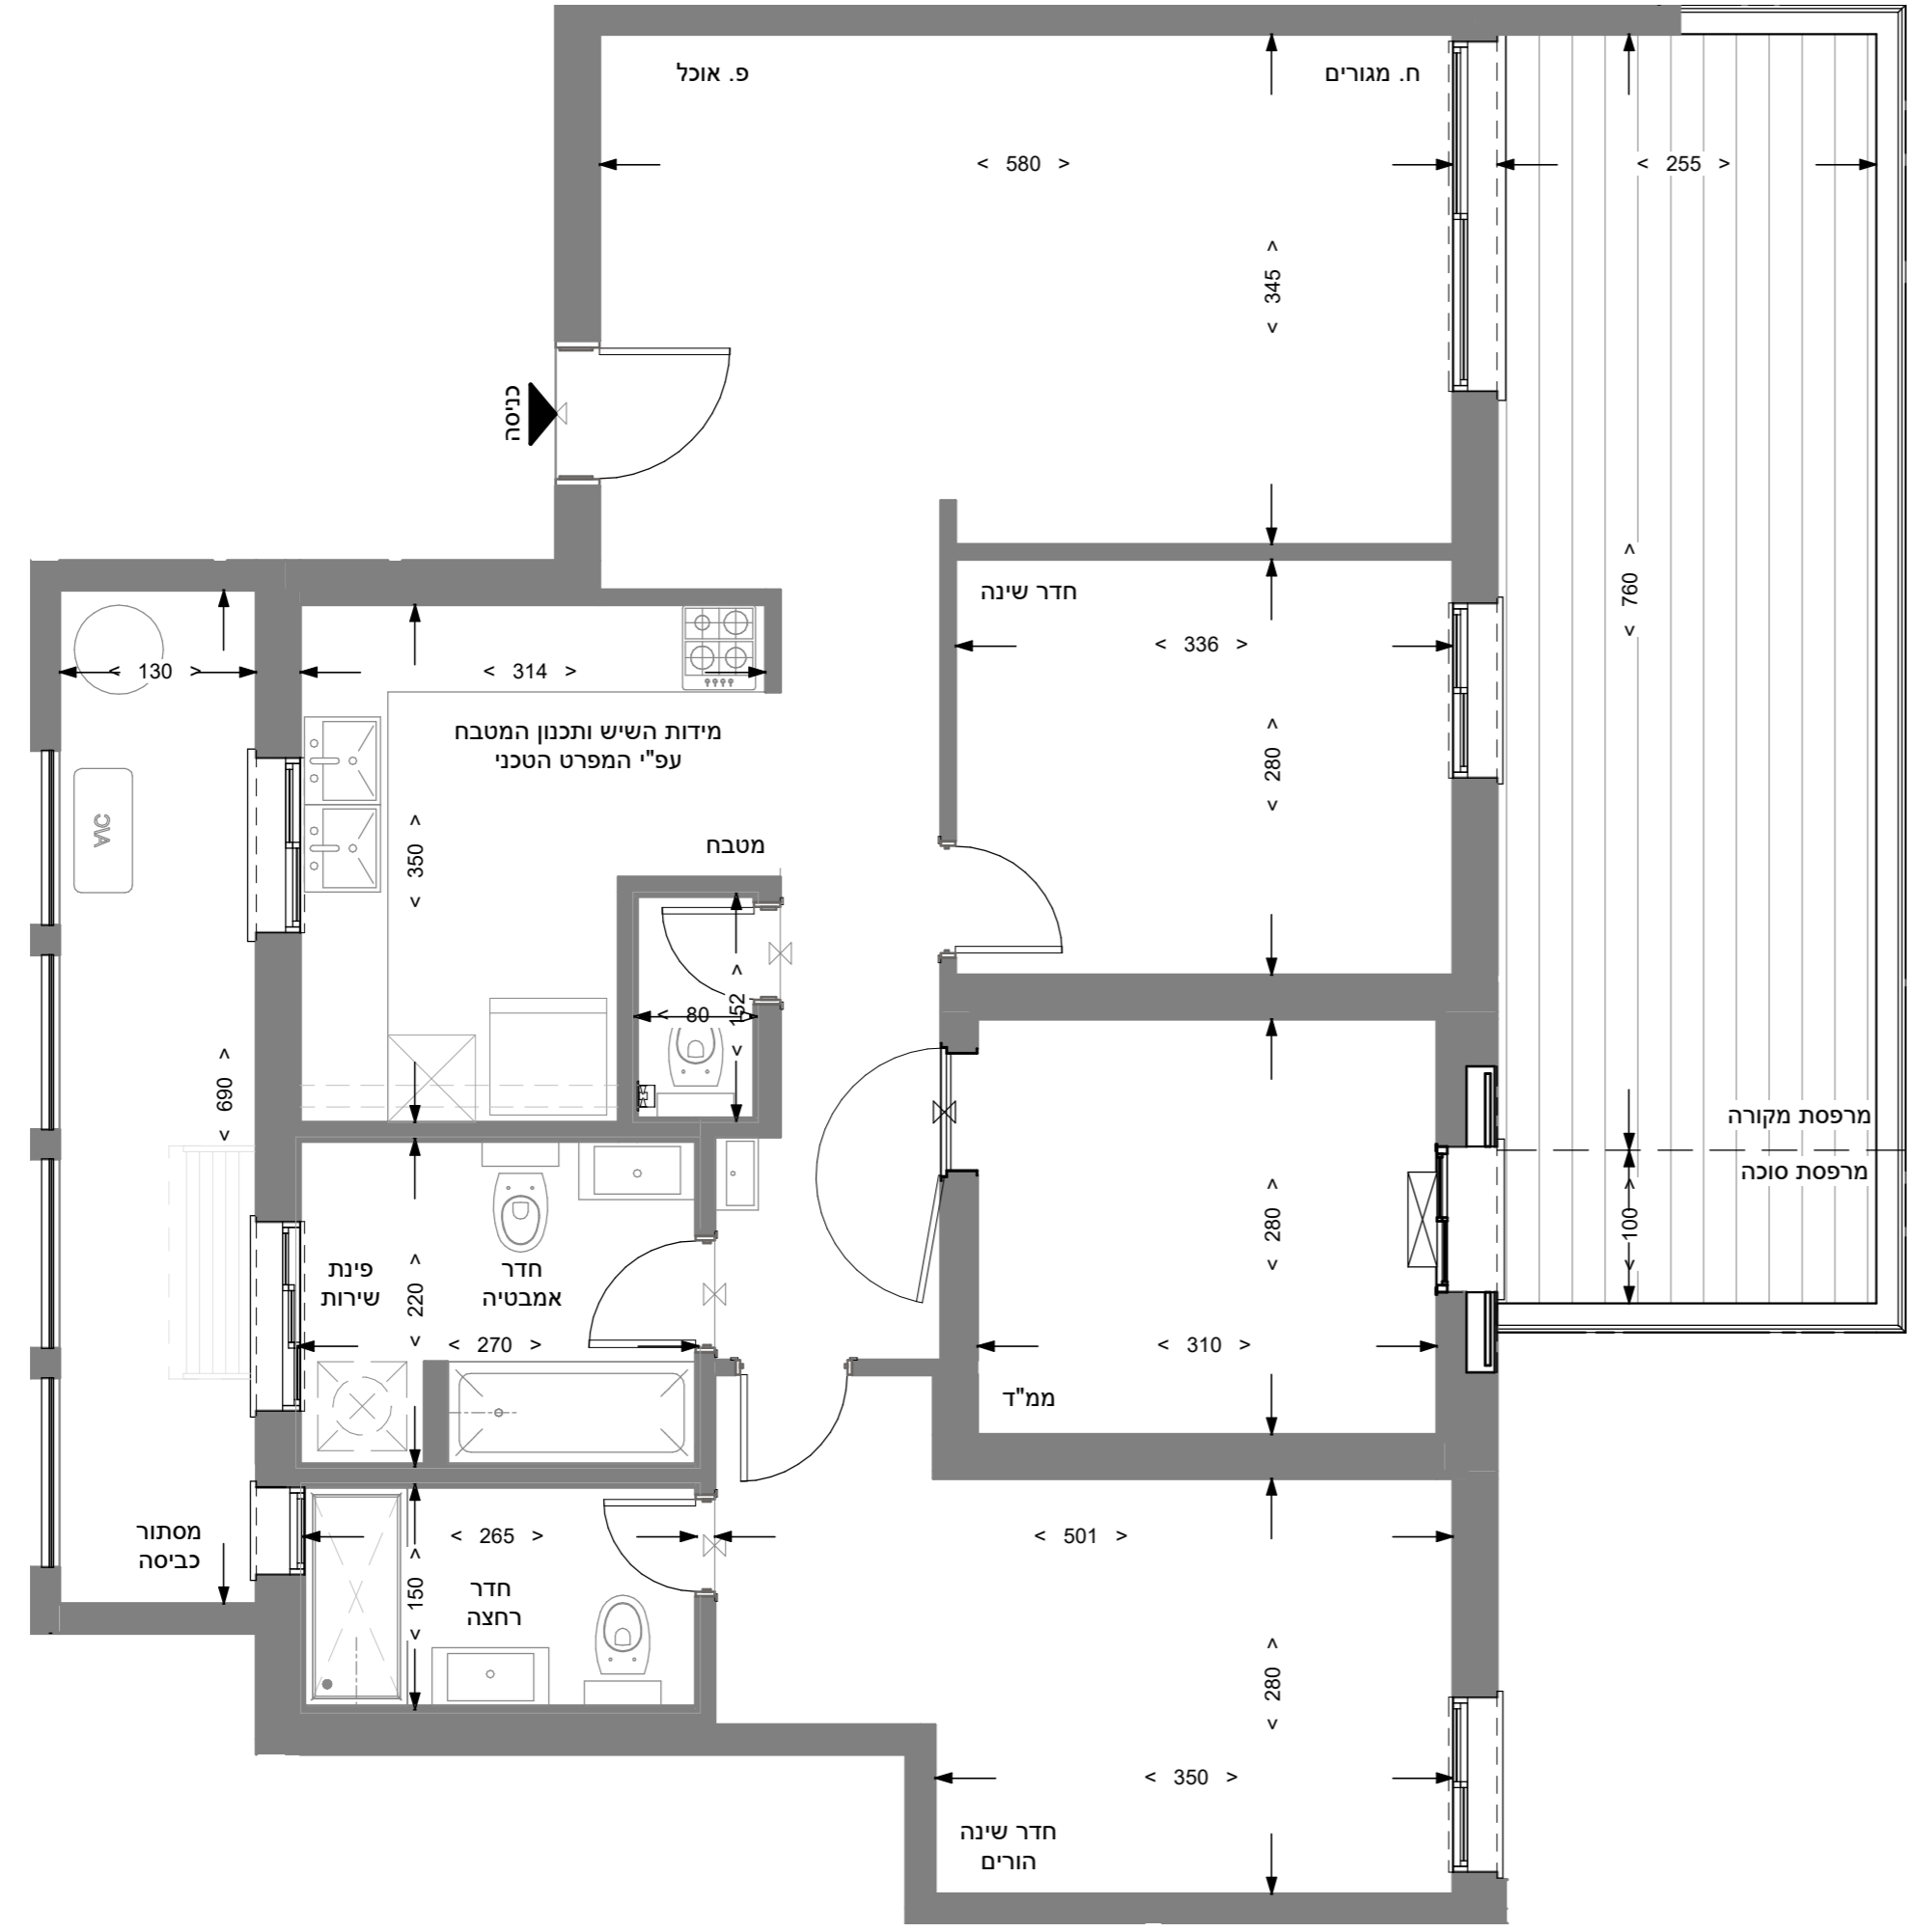 פ. אוכל
ח. מגורים
< 580 >
< 255 >
< 345 >
כניסה
< 760 >
חדר שינה
< 336 >
< 280 >
< 130 >
< 314 >
מידות השיש ותכנון המטבח
עפ"י המפרט הטכני
A\C
< 350 >
מטבח
< 152 >
< 80 >
< 690 >
מרפסת מקורה
מרפסת סוכה
< 100 >
< 280 >
< 310 >
ממ"ד
פינת
שירות
חדר
אמבטיה
< 220 >
< 270 >
מסתור
כביסה
< 265 >
< 150 >
חדר
רחצה
< 501 >
< 280 >
< 350 >
חדר שינה
הורים